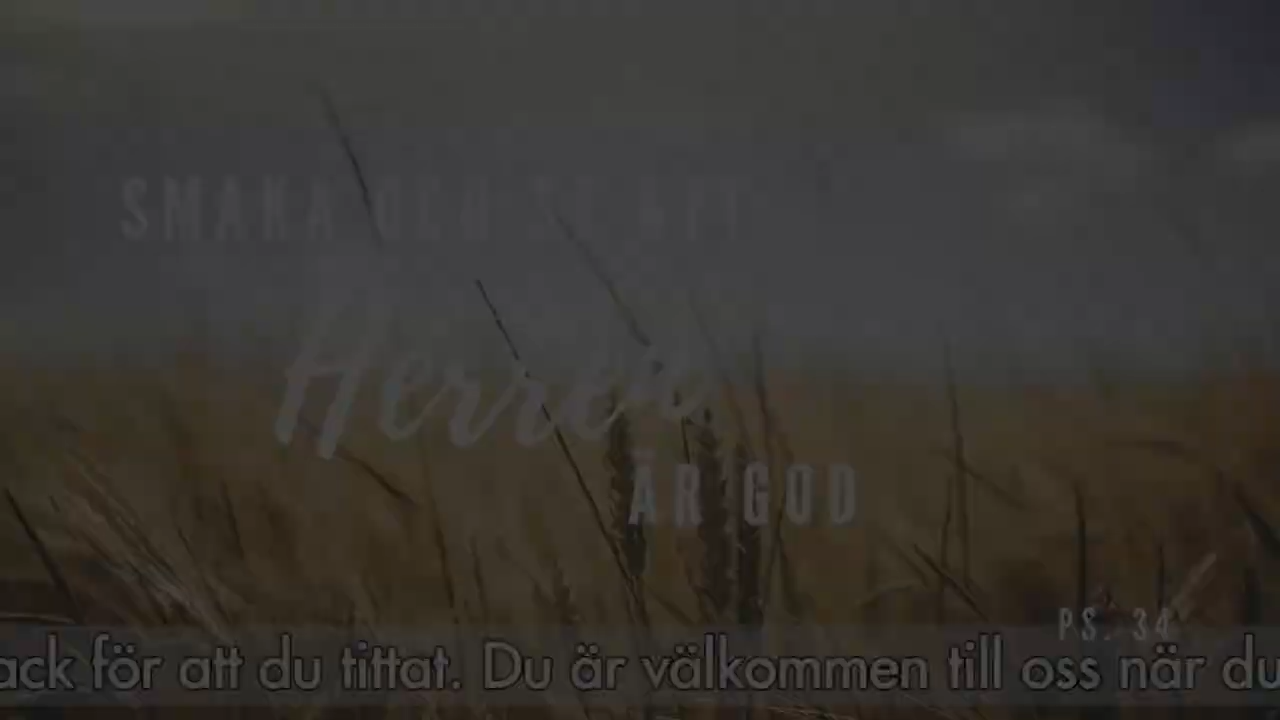 SMAKA OCH SE ATT
Herren
ÄR GOD
PS. 34
ack för att du tittat. Du är välkommen till oss när du